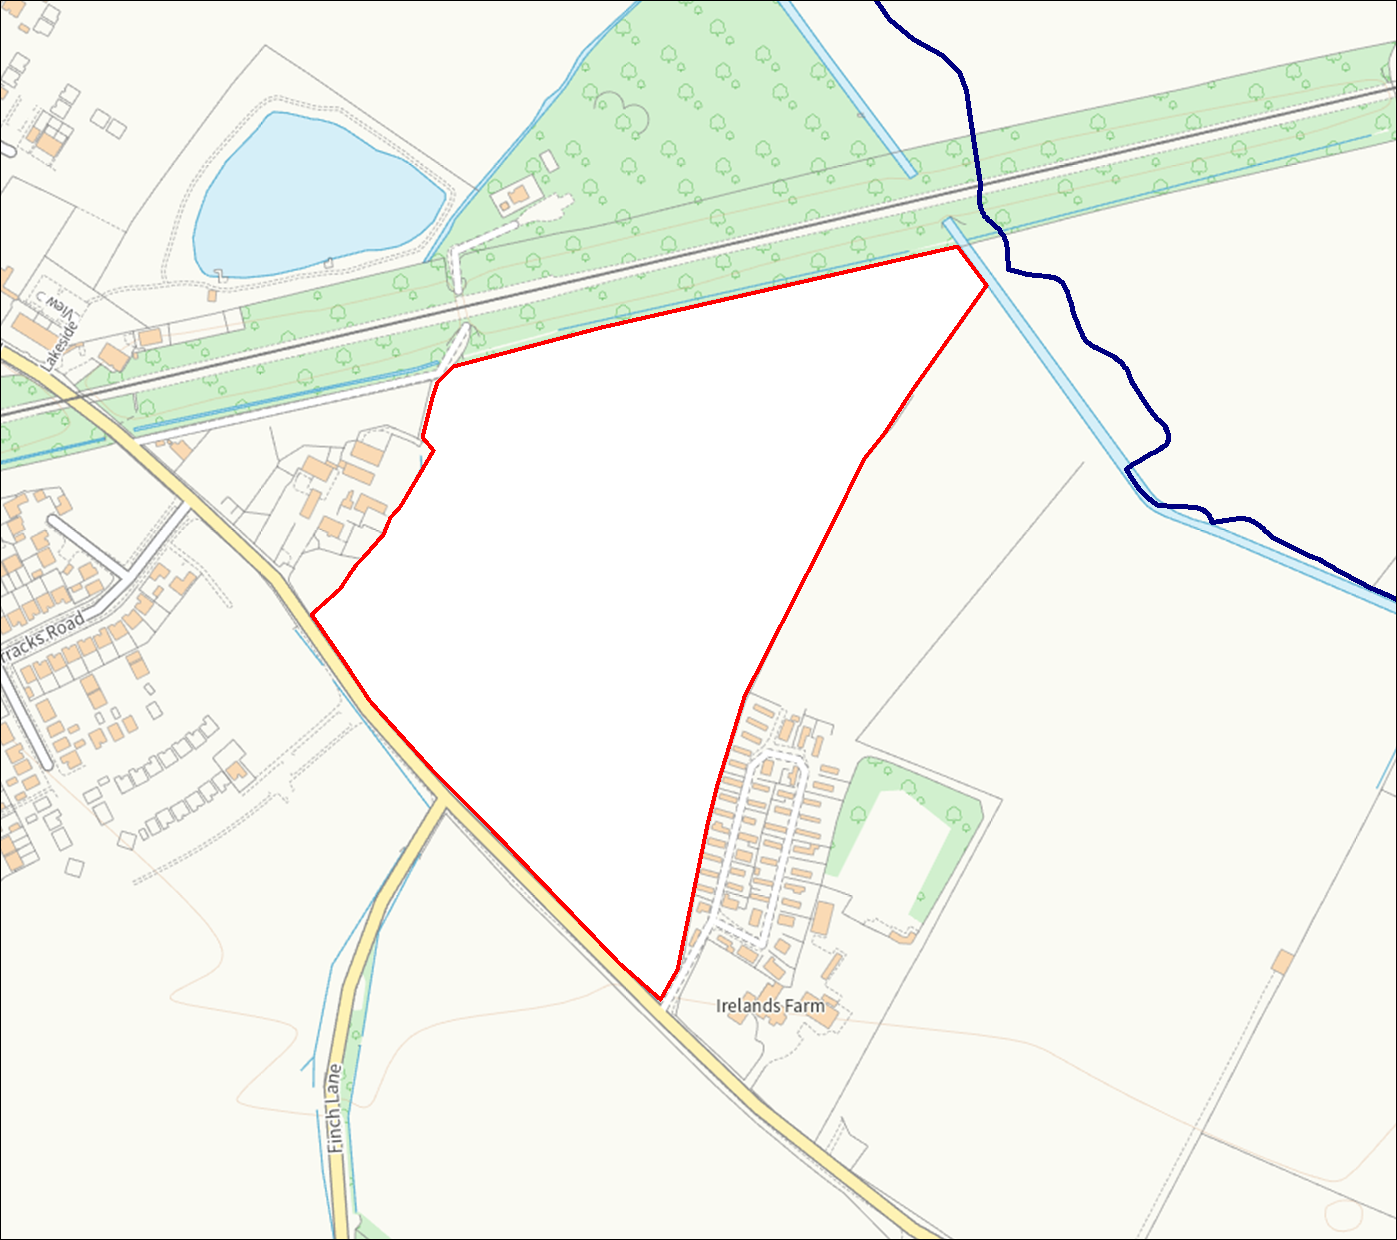 View
Lakeside
rracks Road
Irelands Farm
Finch Lane